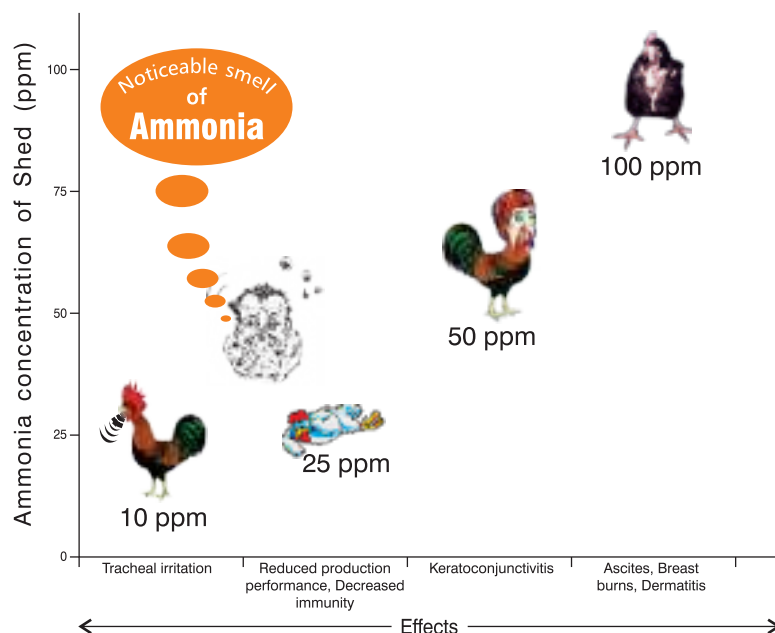 Ammonia concentration of Shed (ppm)
100
75
50
25
0
Noticeable smell
of
Ammonia
10 ppm
25 ppm
50 ppm
100 ppm
Tracheal irritation
Reduced production
performance, Decreased
immunity
Keratoconjunctivitis
Ascites, Breast
burns, Dermatitis
Effects